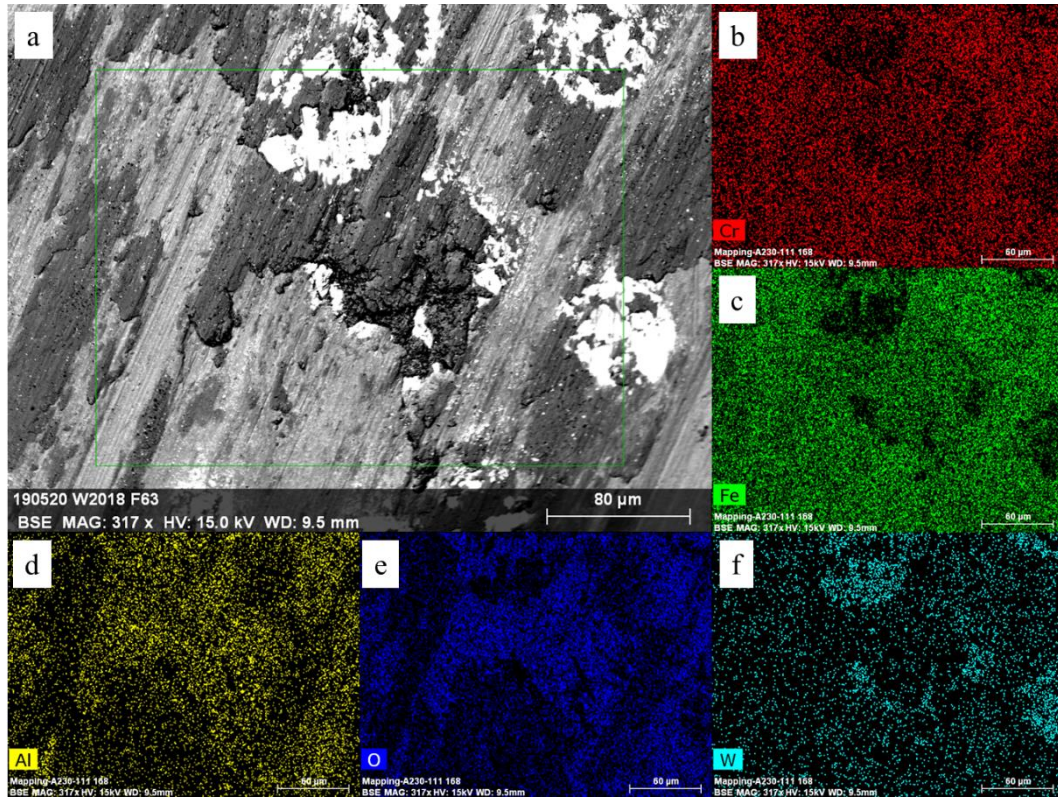 a
190520 W2018 F63
80 µm
BSE MAG: 317 x HV: 15.0 kV WD: 9.5 mm
b
Cr
Mapping-A230-111 168
BSE MAG: 317x HV: 15kV WD: 9.5mm
60 µm
c
Fe
Mapping-A230-111 168
BSE MAG: 317x HV: 15kV WD: 9.5mm
60 µm
d
Al
Mapping-A230-111 168
BSE MAG: 317x HV: 15kV WD: 9.5mm
60 µm
e
O
Mapping-A230-111 168
BSE MAG: 317x HV: 15kV WD: 9.5mm
60 µm
f
W
Mapping-A230-111 168
BSE MAG: 317x HV: 15kV WD: 9.5mm
60 µm